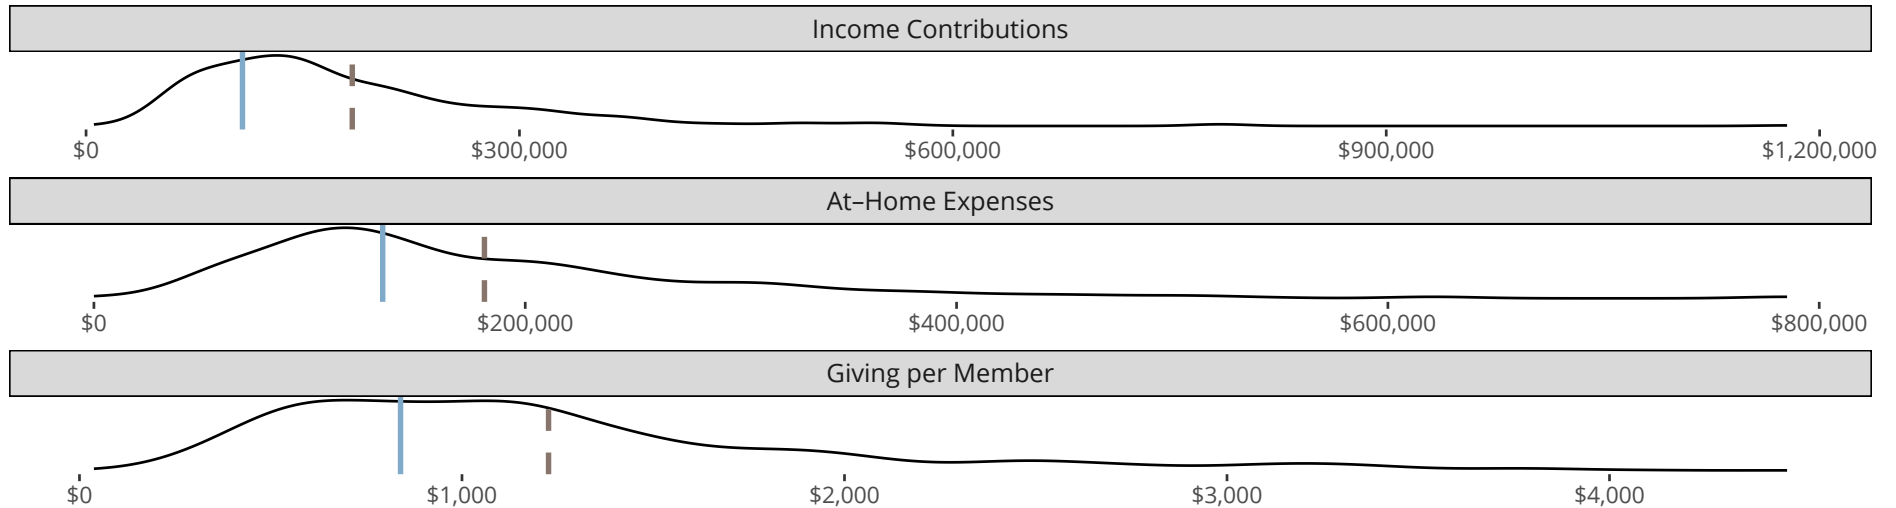 Income Contributions
$0 $300,000 $600,000 $900,000 $1,200,000
At–Home Expenses
$0 $200,000 $400,000 $600,000 $800,000
Giving per Member
$0 $1,000 $2,000 $3,000 $4,000